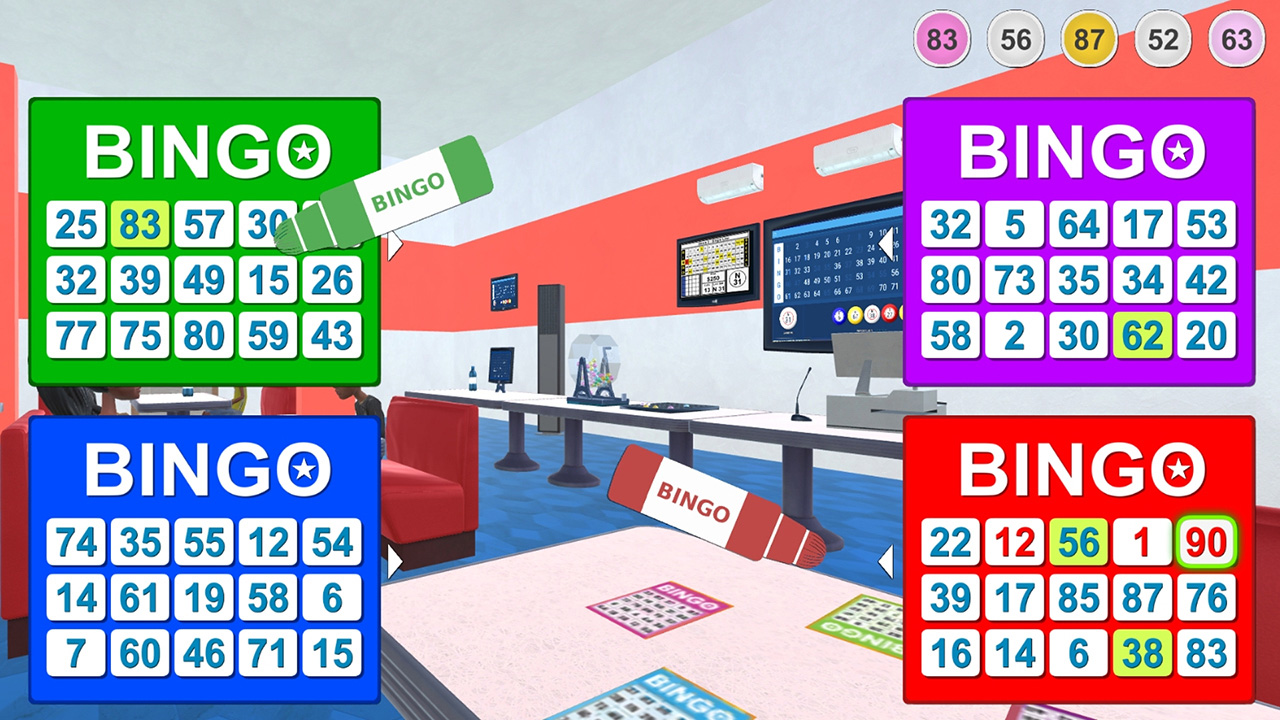 83 56 87 52 63
BINGO
25 83 57 30
32 39 49 15 26
77 75 80 59 43
BINGO
BINGO
32 5 64 17 53
80 73 35 34 42
58 2 30 62 20
BINGO
74 35 55 12 54
14 61 19 58 6
7 60 46 71 15
BINGO
BINGO
22 12 56 1 90
39 17 85 87 76
16 14 6 38 83
BINGO
BINGO
BINGO